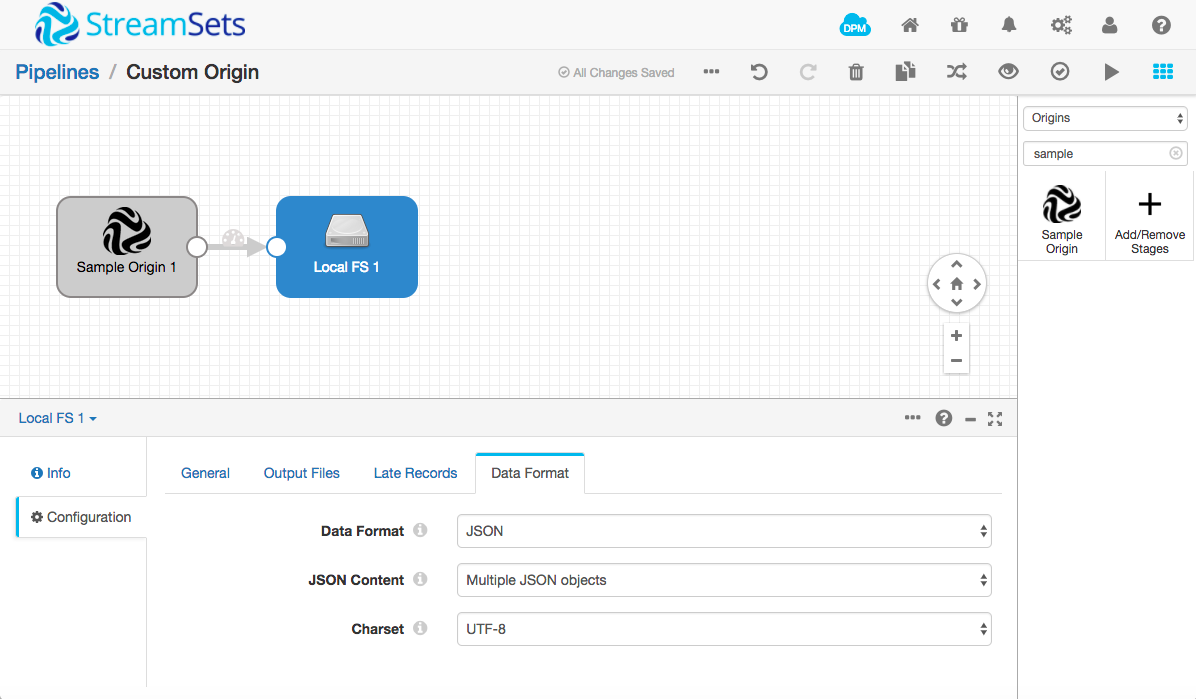 StreamSets
DPM
Pipelines / Custom Origin
All Changes Saved
Origins
sample
Sample Origin 1
Local FS 1
Sample
Origin
Add/Remove
Stages
Local FS 1
Info
Configuration
General
Output Files
Late Records
Data Format
Data Format
JSON
JSON Content
Multiple JSON objects
Charset
UTF-8